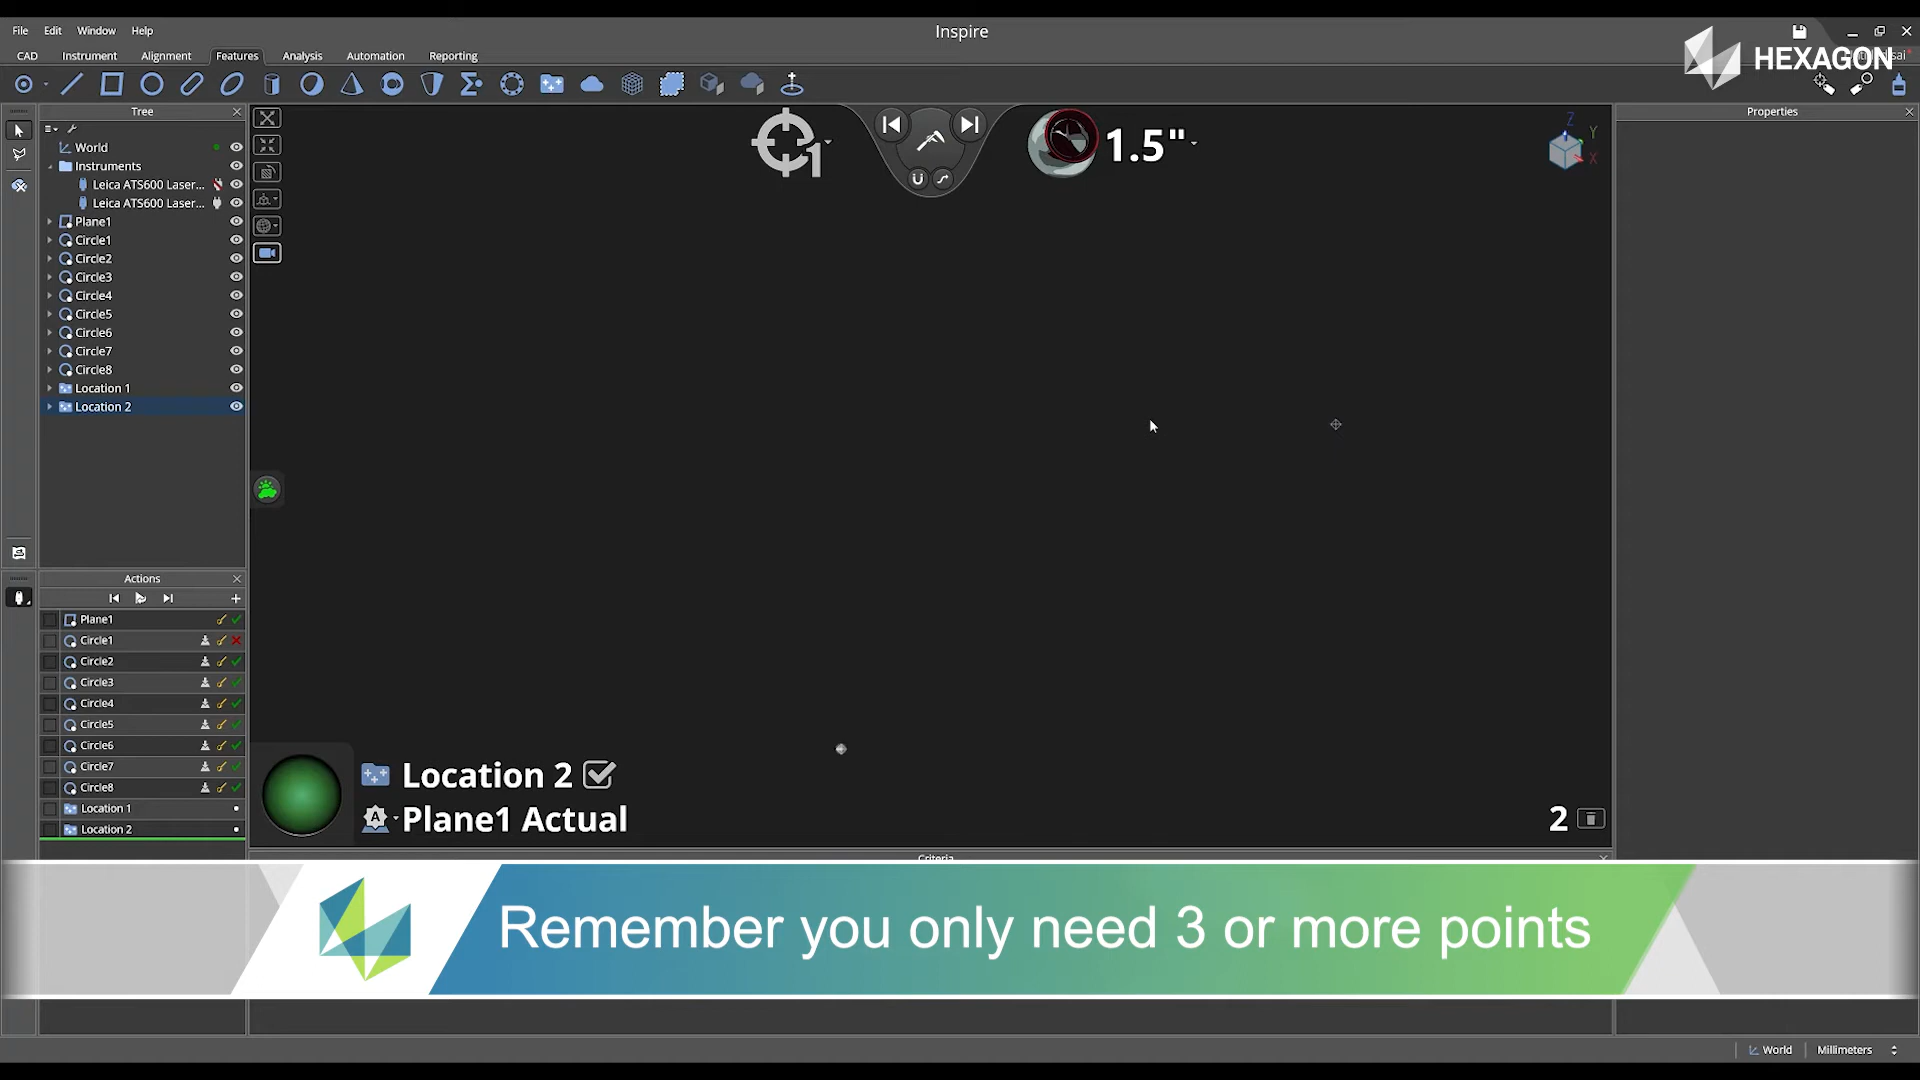 File Edit Window Help
Inspire
CAD Instrument Alignment Features Analysis Automation Reporting
HEXAGON
Tree
World
Instruments
Leica ATS600 Laser...
Leica ATS600 Laser...
Plane1
Circle1
Circle2
Circle3
Circle4
Circle5
Circle6
Circle7
Circle8
Location 1
Location 2
1
1.5"
Z
Y
X
Properties
Actions
Plane1
Circle1
Circle2
Circle3
Circle4
Circle5
Circle6
Circle7
Circle8
Location 1
Location 2
Location 2
A
Plane1 Actual
2
Criteria
Remember you only need 3 or more points
World
Millimeters